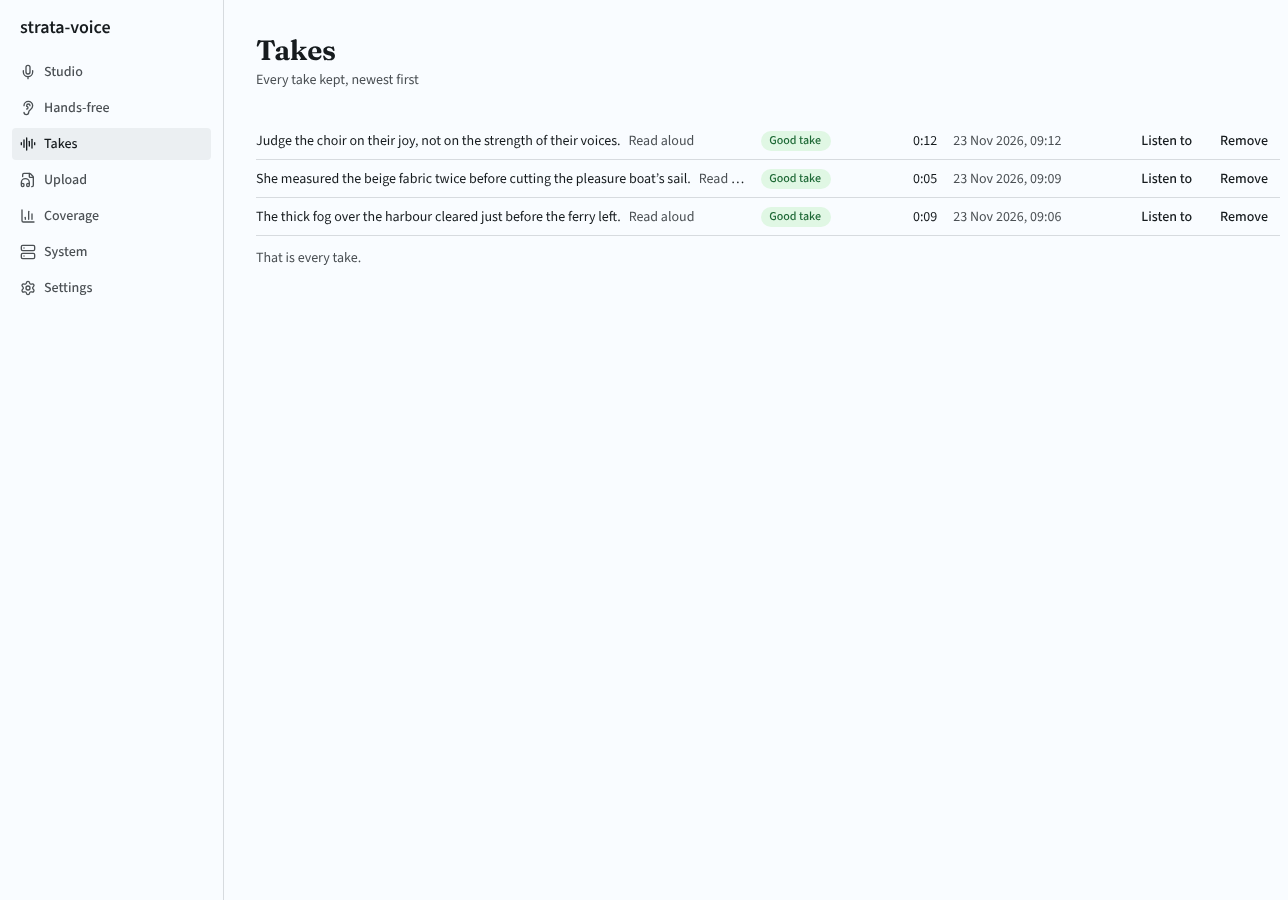 strata-voice
Studio
Hands-free
Takes
Upload
Coverage
System
Settings
Takes
Every take kept, newest first
Judge the choir on their joy, not on the strength of their voices. Read aloud Good take 0:12 23 Nov 2026, 09:12 Listen to Remove
She measured the beige fabric twice before cutting the pleasure boat’s sail. Read … Good take 0:05 23 Nov 2026, 09:09 Listen to Remove
The thick fog over the harbour cleared just before the ferry left. Read aloud Good take 0:09 23 Nov 2026, 09:06 Listen to Remove
That is every take.